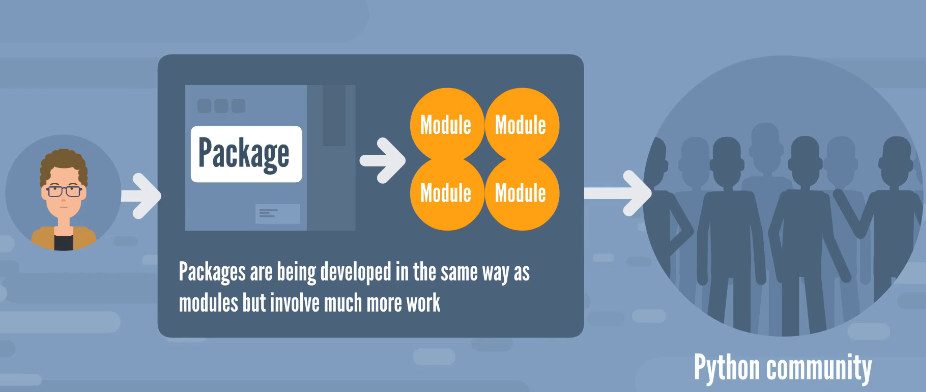 Package
Module Module
Module Module
Packages are being developed in the same way as
modules but involve much more work
Python community